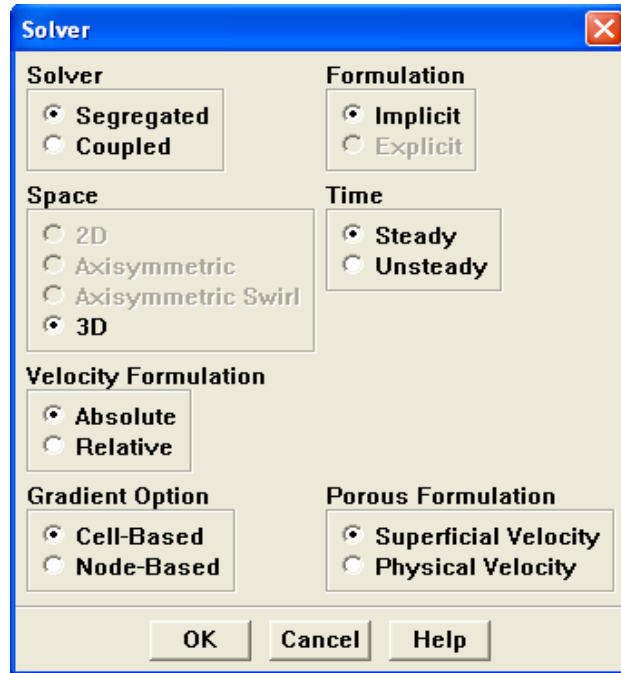 Solver
Solver
Segregated
Coupled
Formulation
Implicit
Explicit
Space
2D
Axisymmetric
Axisymmetric Swirl
3D
Time
Steady
Unsteady
Velocity Formulation
Absolute
Relative
Gradient Option
Cell-Based
Node-Based
Porous Formulation
Superficial Velocity
Physical Velocity
OK
Cancel
Help